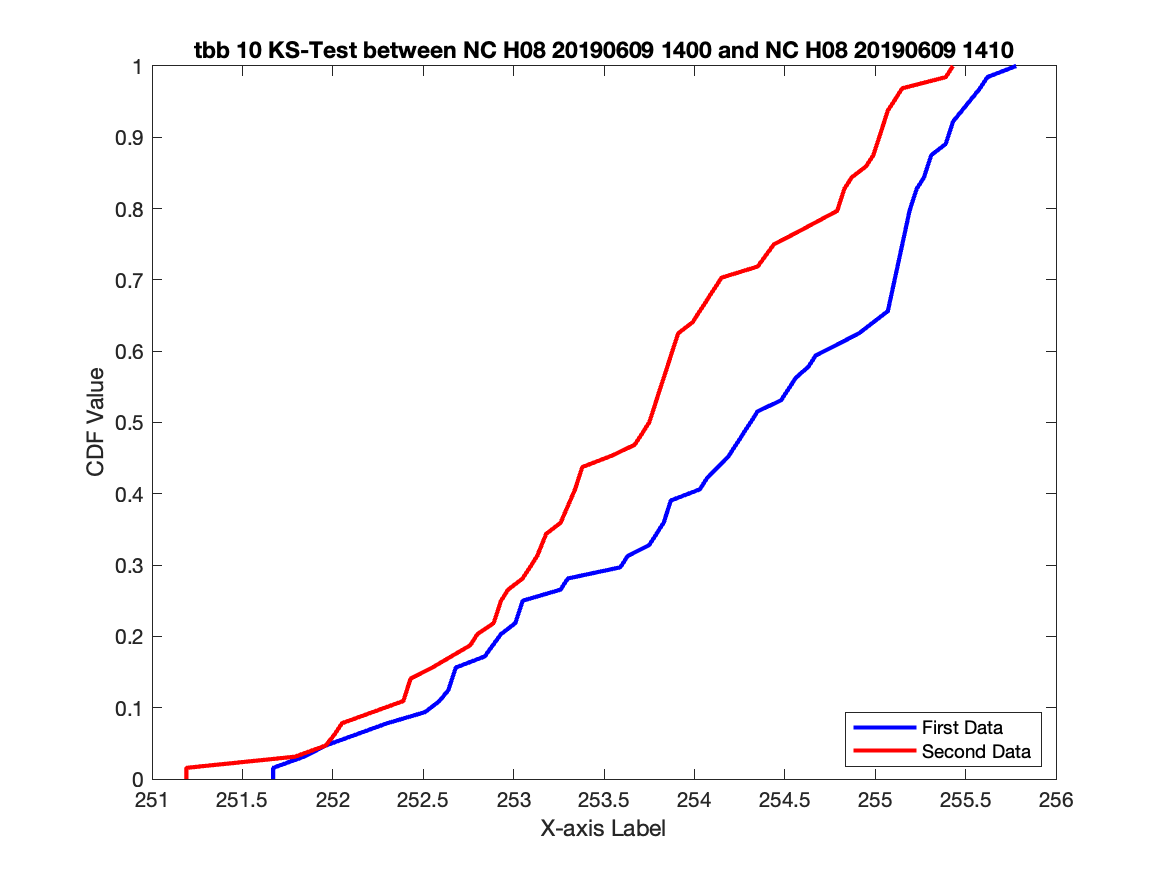 tbb 10 KS-Test between NC H08 20190609 1400 and NC H08 20190609 1410
1
0.9
0.8
0.7
0.6
0.5
0.4
0.3
0.2
0.1
0
CDF Value
First Data
Second Data
251 251.5 252 252.5 253 253.5 254 254.5 255 255.5 256
X-axis Label